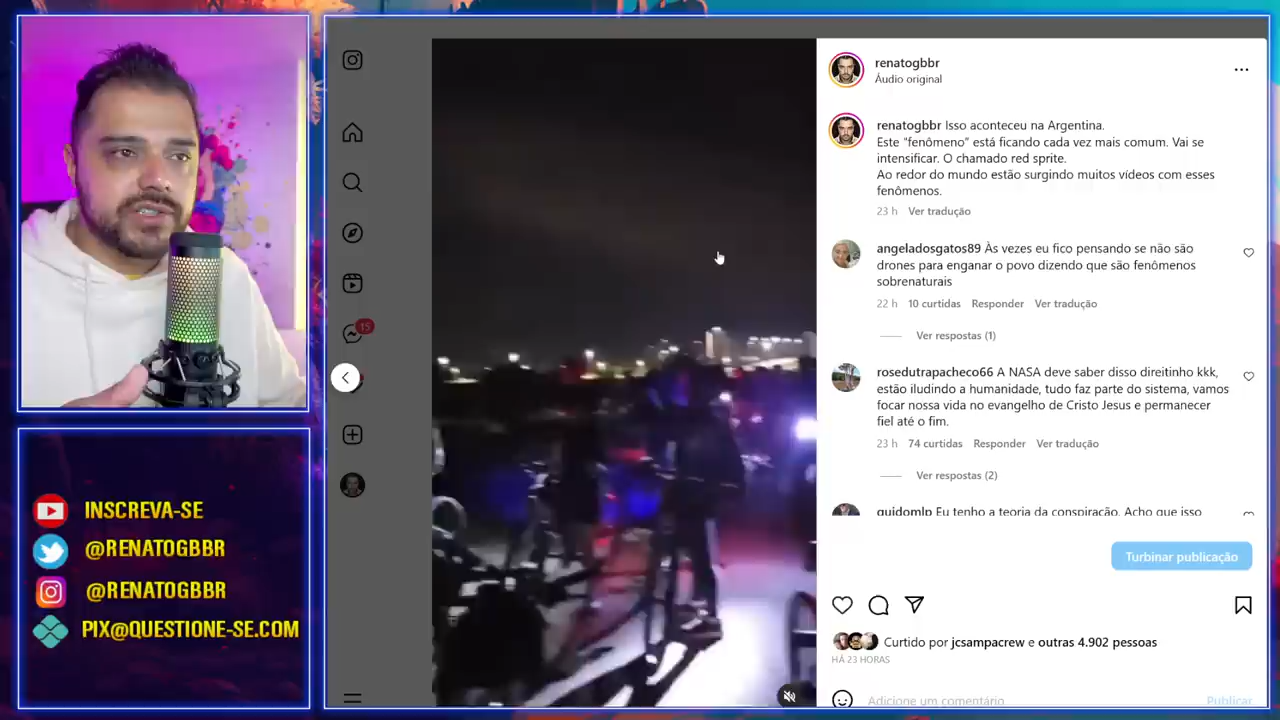 INSCREVA-SE
@RENATOGBBR
@RENATOGBBR
PIX@QUESTIONE-SE.COM
15
renatogbbr
Áudio original
renatogbbr Isso aconteceu na Argentina.
Este “fenômeno” está ficando cada vez mais comum. Vai se
intensificar. O chamado red sprite.
Ao redor do mundo estão surgindo muitos vídeos com esses
fenômenos.
23 h Ver tradução
angeladosgatos89 Às vezes eu fico pensando se não são
drones para enganar o povo dizendo que são fenômenos
sobrenaturais
22 h 10 curtidas Responder Ver tradução
Ver respostas (1)
rosedutrapacheco66 A NASA deve saber disso direitinho kkk,
estão iludindo a humanidade, tudo faz parte do sistema, vamos
focar nossa vida no evangelho de Cristo Jesus e permanecer
fiel até o fim.
23 h 74 curtidas Responder Ver tradução
Ver respostas (2)
guidomlp Eu tenho a teoria da conspiração. Acho que isso
Turbinar publicação
Curtido por jcsampacrew e outras 4.902 pessoas
HÁ 23 HORAS
Adicione um comentário
Publicar